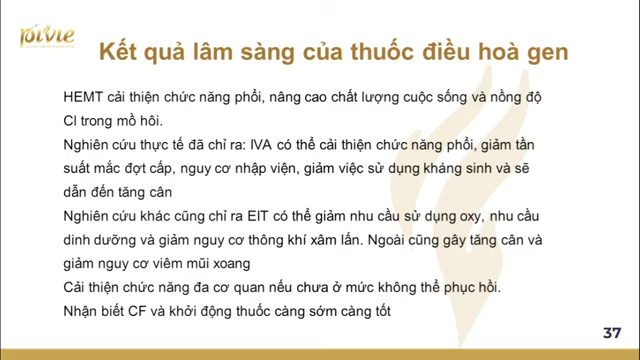 pivie
Kết quả lâm sàng của thuốc điều hoà gen
HEMT cải thiện chức năng phổi, nâng cao chất lượng cuộc sống và nồng độ
Cl trong mồ hôi.
Nghiên cứu thực tế đã chỉ ra: IVA có thể cải thiện chức năng phổi, giảm tần
suất mắc đợt cấp, nguy cơ nhập viện, giảm việc sử dụng kháng sinh và sẽ
dẫn đến tăng cân
Nghiên cứu khác cũng chỉ ra EIT có thể giảm nhu cầu sử dụng oxy, nhu cầu
dinh dưỡng và giảm nguy cơ thông khí xâm lấn. Ngoài cũng gây tăng cân và
giảm nguy cơ viêm mũi xoang
Cải thiện chức năng đa cơ quan nếu chưa ở mức không thể phục hồi.
Nhận biết CF và khởi động thuốc càng sớm càng tốt
37